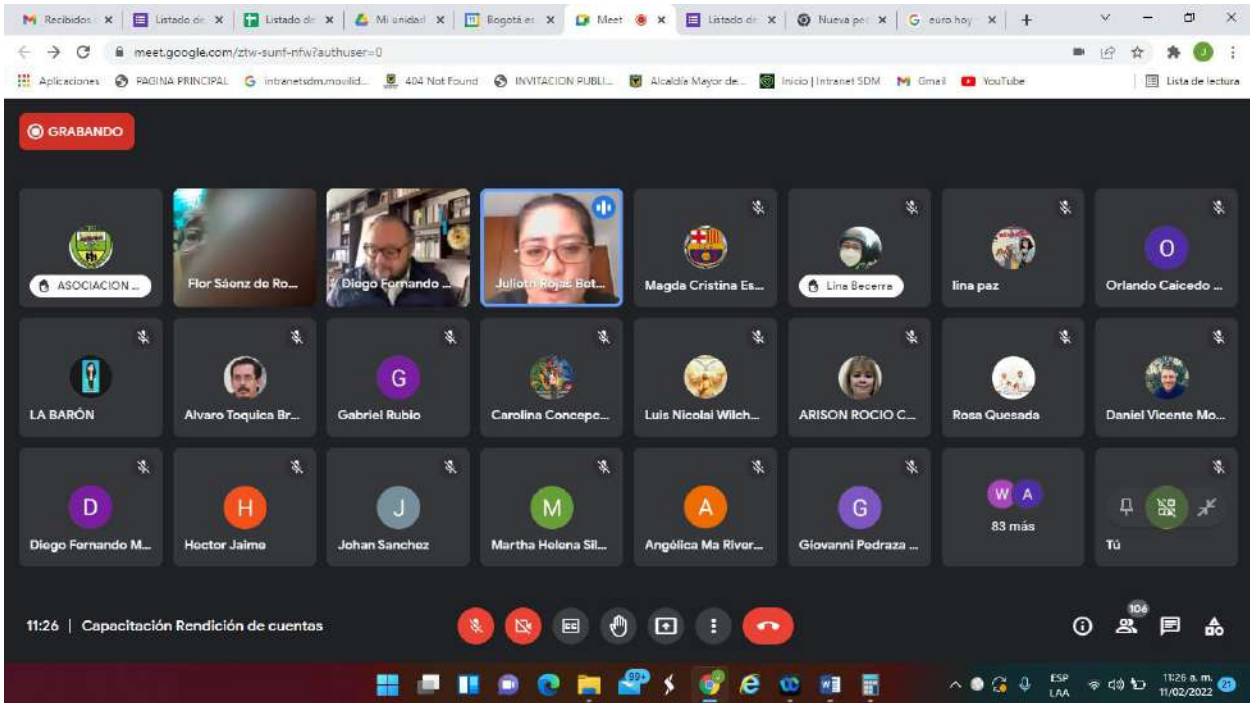 Recibidos
Listado de
Listado de
Mi unidad
Bogotá es
Meet
Listado de
Nueva pe
euro hoy
meet.google.com/ztw-sunf-nfw?authuser=0
Aplicaciones
PAGINA PRINCIPAL
intranetsdm.movilid...
404 Not Found
INVITACION PUBLI...
Alcaldía Mayor de...
Inicio | Intranet SDM
Gmail
YouTube
Lista de lectura
GRABANDO
ASOCIACION ...
Flor Sáenz de Ro...
Diego Fernando ...
Julieth Rojas Bet...
Magda Cristina Es...
Lina Becerra
lina paz
O
Orlando Caicedo ...
LA BARÓN
Alvaro Toquica Br...
G
Gabriel Rubio
Carolina Concepc...
Luis Nicolai Wilch...
ARISON ROCIO C...
Rosa Quesada
Daniel Vicente Mo...
D
Diego Fernando M...
H
Hector Jaime
J
Johan Sanchez
M
Martha Helena Sil...
A
Angélica Ma River...
G
Giovanni Pedraza ...
W A
83 más
Tú
11:26 | Capacitación Rendición de cuentas
106
99+
ESP
LAA
11:26 a. m.
11/02/2022
21